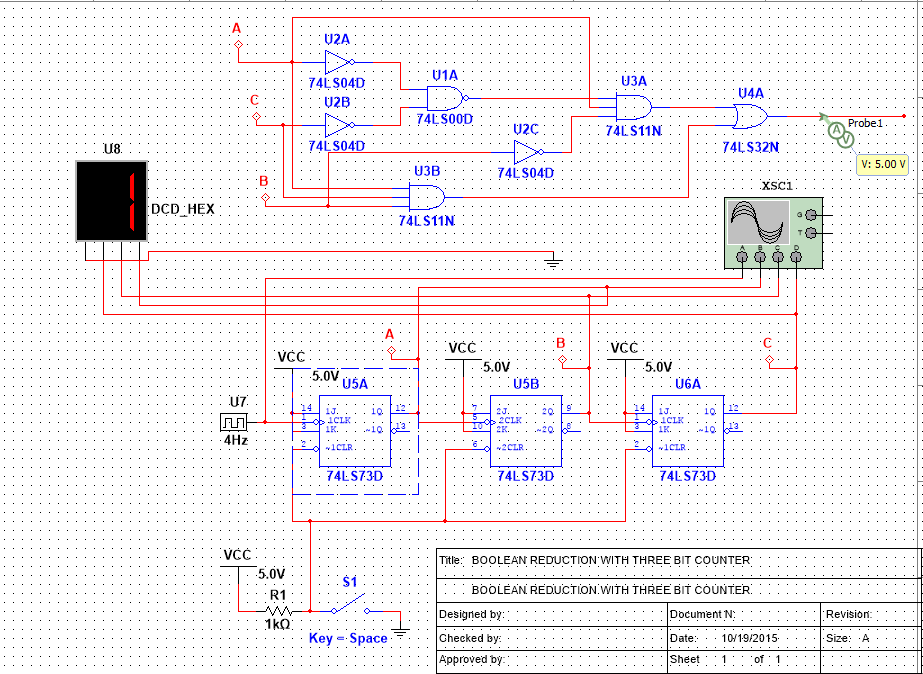 A
U2A
74LS04D
U1A
74LS00D
C
U2B
74LS04D
U3A
74LS11N
U4A
74LS32N
Probe1
A
V
V: 5.00 V
U2C
74LS04D
B
U3B
74LS11N
U8
1
DCD_HEX
XSC1
G
T
A B C D
A
B
C
VCC
5.0V
VCC
5.0V
VCC
5.0V
U7
4Hz
U5A
14 1J 1Q 12
1 1CLK
3 1K ~1Q 13
2 ~1CLR
74LS73D
U5B
7 2J 2Q 9
5 2CLK
10 2K ~2Q 8
6 ~2CLR
74LS73D
U6A
14 1J 1Q 12
1 1CLK
3 1K ~1Q 13
2 ~1CLR
74LS73D
VCC
5.0V
R1
1kΩ
S1
Key = Space
Title: BOOLEAN REDUCTION WITH THREE BIT COUNTER
BOOLEAN REDUCTION WITH THREE BIT COUNTER
Designed by: Document N: Revision:
Checked by: Date: 10/19/2015 Size: A
Approved by: Sheet 1 of 1